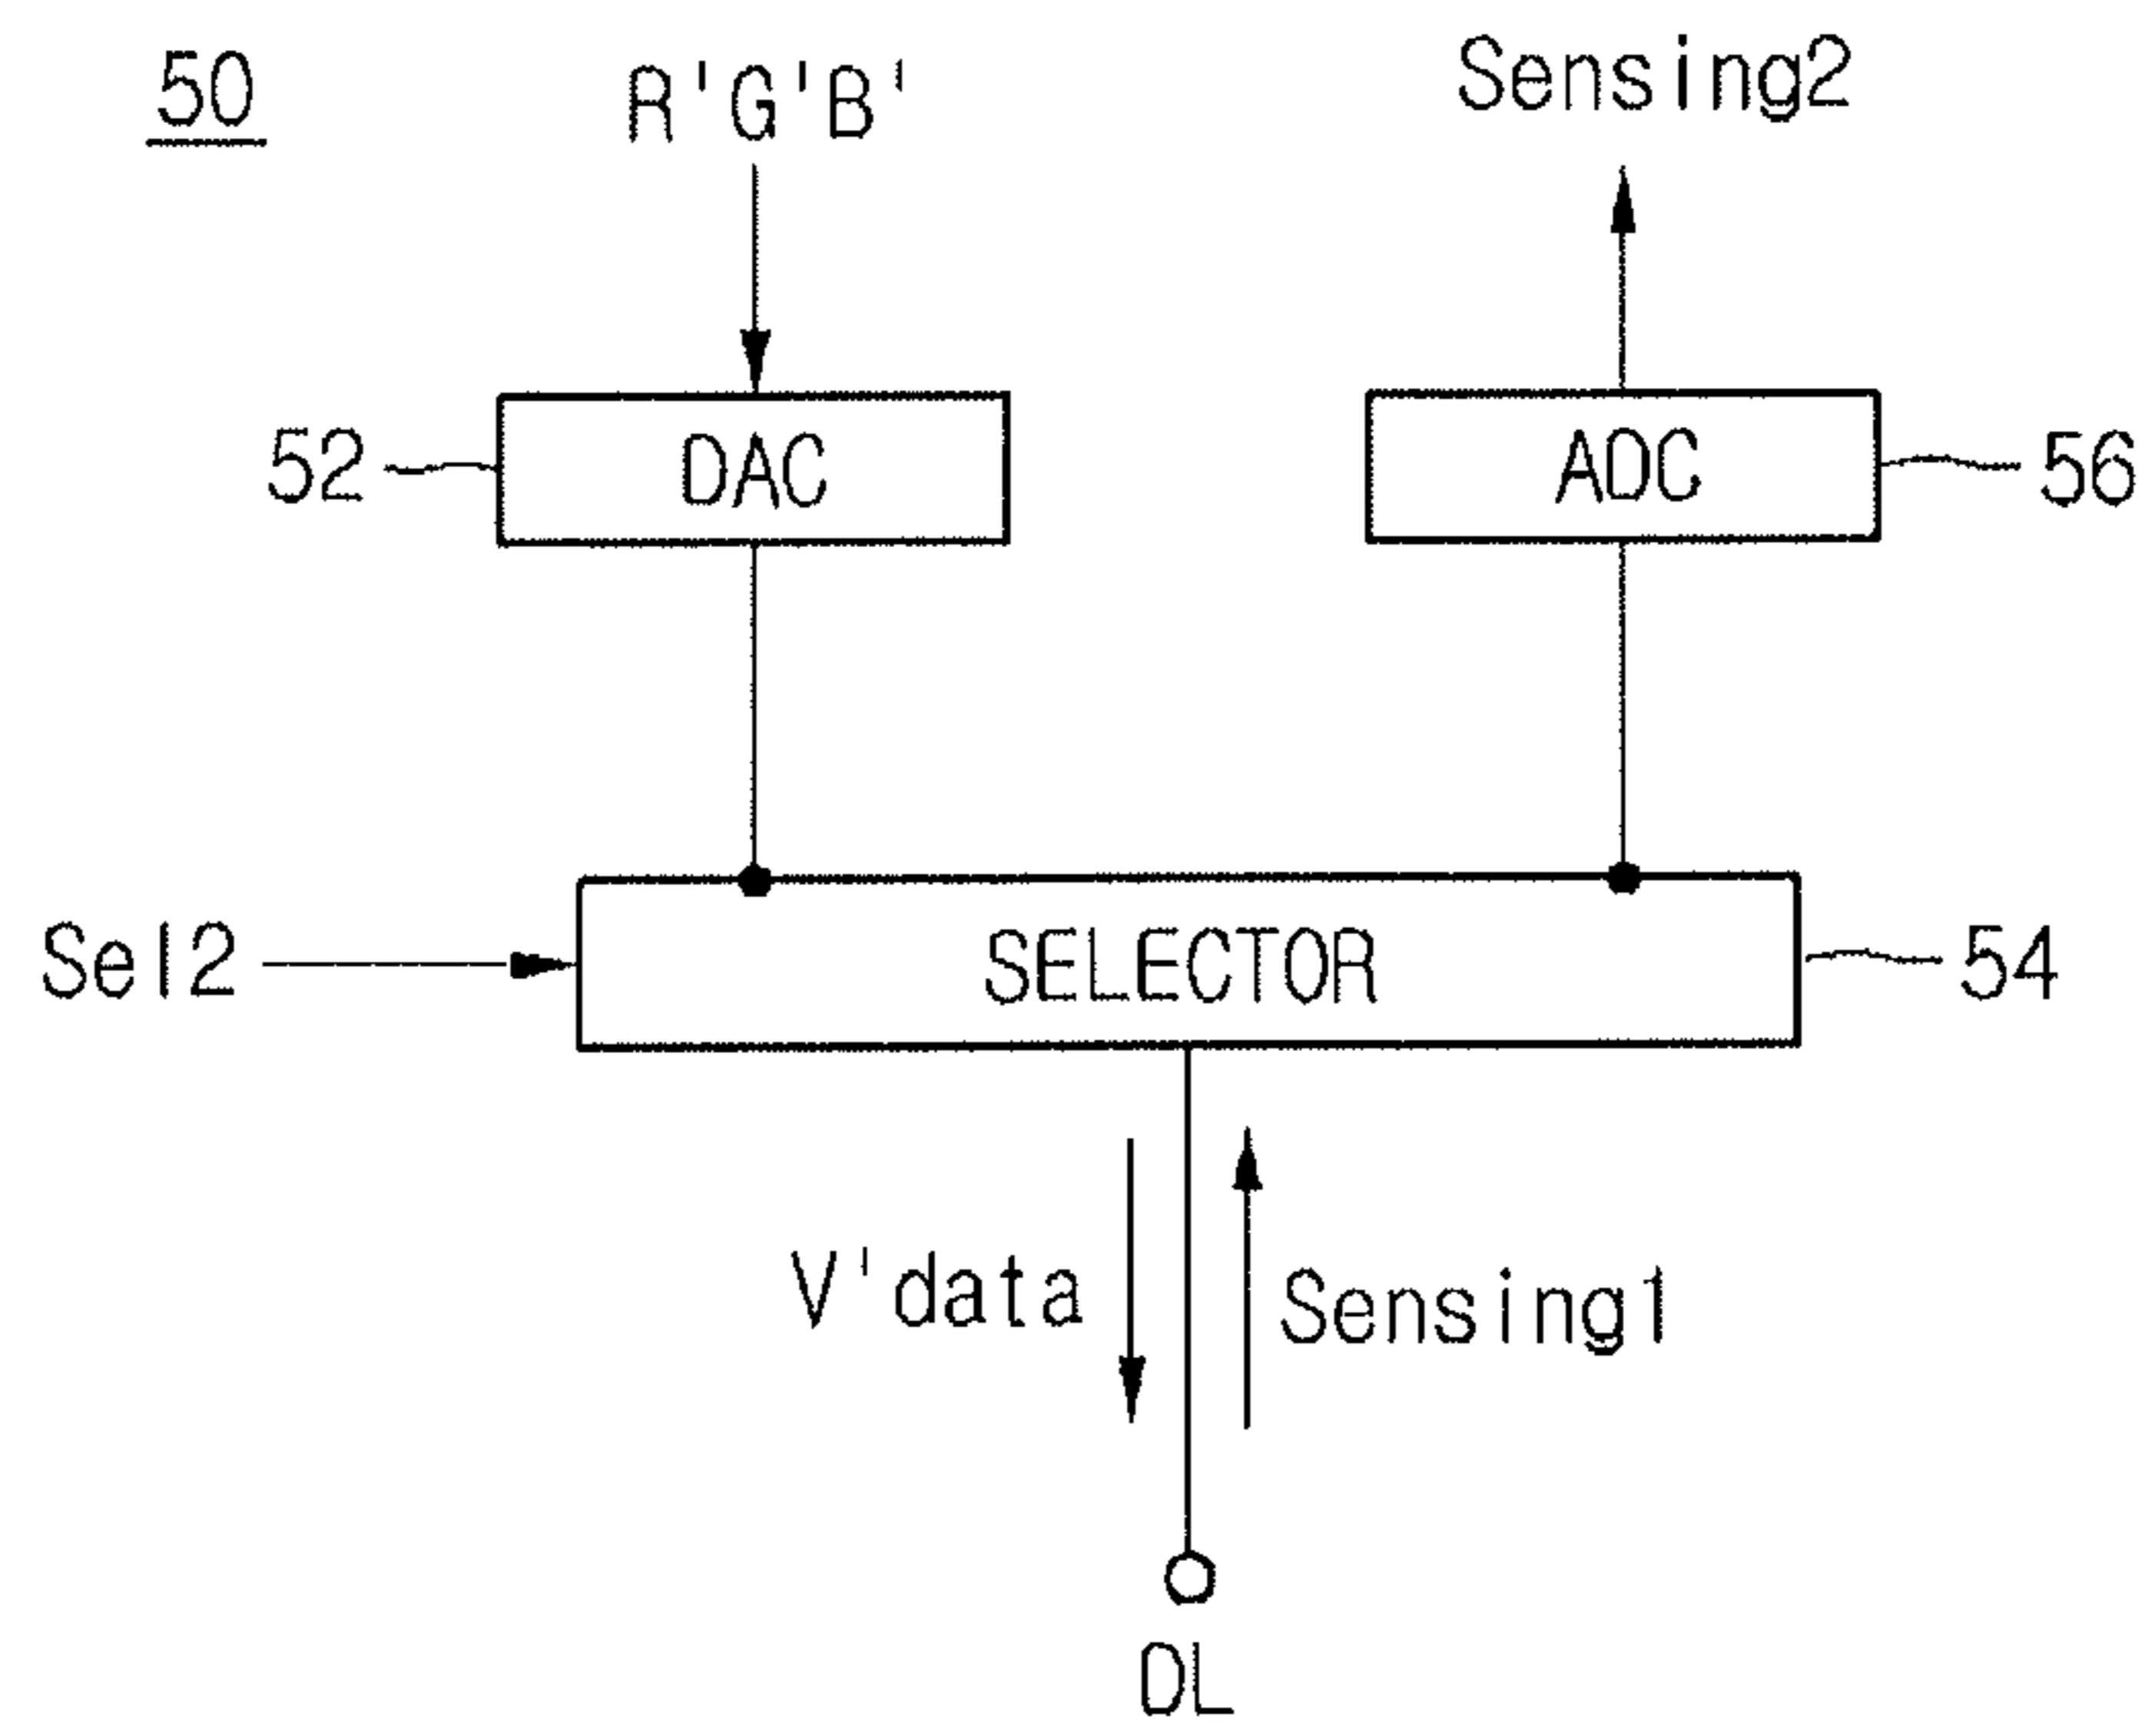 50
R'G'B'
Sensing2
52
DAC
ADC
56
Sel2
SELECTOR
54
V'data
Sensing1
DL